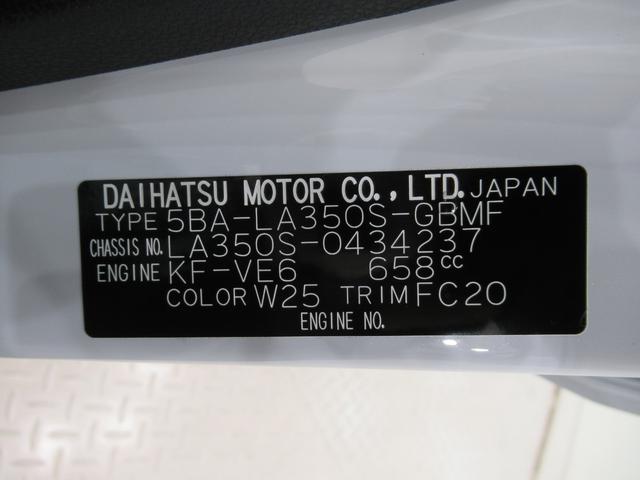 DAIHATSU MOTOR CO., LTD. JAPAN
TYPE 5BA-LA350S-GBMF
CHASSIS NO. LA350S-0434237
ENGINE KF-VE6 658cc
COLOR W25 TRIM FC20
ENGINE NO.